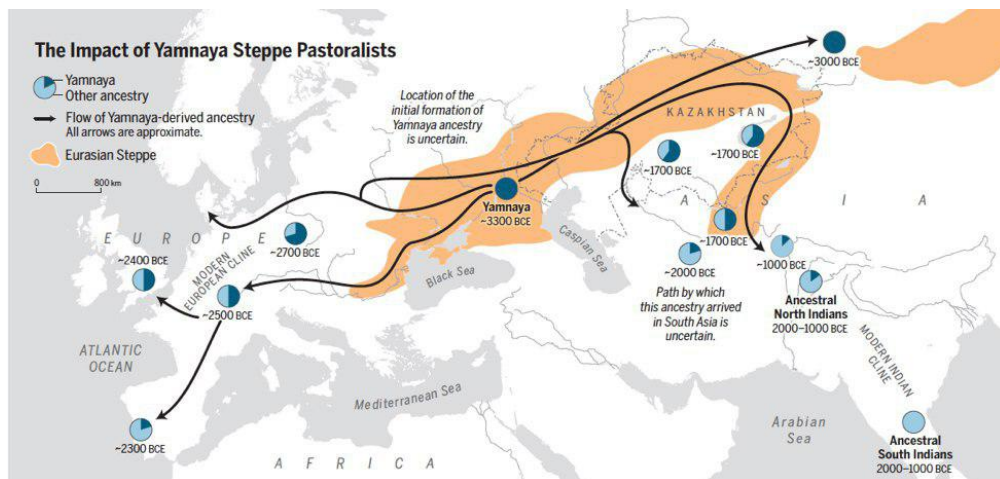 The Impact of Yamnaya Steppe Pastoralists
Yamnaya
Other ancestry
Flow of Yamnaya-derived ancestry
All arrows are approximate.
Eurasian Steppe
0 800 km
Location of the
initial formation of
Yamnaya ancestry
is uncertain.
~3000 BCE
KAZAKHSTAN
~1700 BCE
~1700 BCE
Yamnaya
~3300 BCE
A S I A
EUROPE
~2700 BCE
~2400 BCE
MODERN
EUROPEAN CLINE
~2500 BCE
Caspian Sea
Black Sea
~1700 BCE
~2000 BCE
~1000 BCE
Path by which
this ancestry arrived
in South Asia is
uncertain.
Ancestral
North Indians
2000–1000 BCE
MODERN INDIAN
CLINE
ATLANTIC
OCEAN
Mediterranean Sea
~2300 BCE
AFRICA
Arabian
Sea
Ancestral
South Indians
2000–1000 BCE